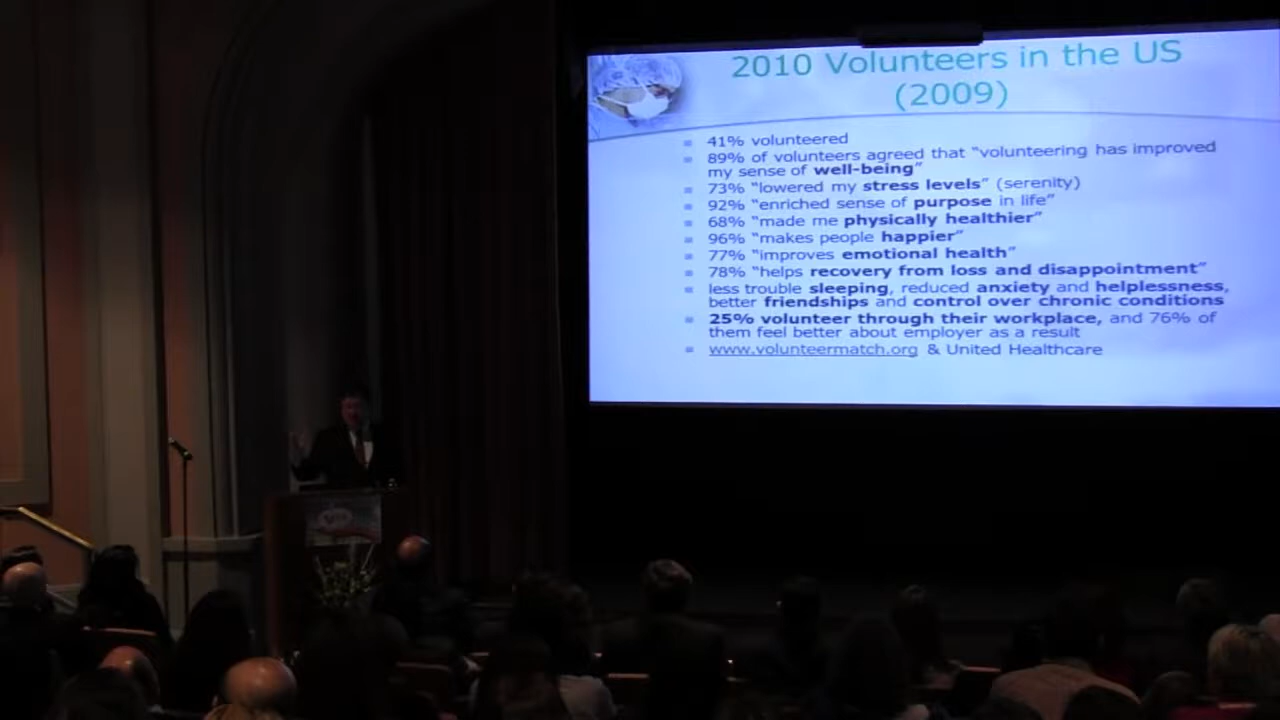 2010 Volunteers in the US
(2009)
41% volunteered
89% of volunteers agreed that “volunteering has improved
my sense of well-being”
73% “lowered my stress levels” (serenity)
92% “enriched sense of purpose in life”
68% “made me physically healthier”
96% “makes people happier”
77% “improves emotional health”
78% “helps recovery from loss and disappointment”
less trouble sleeping, reduced anxiety and helplessness,
better friendships and control over chronic conditions
25% volunteer through their workplace, and 76% of
them feel better about employer as a result
www.volunteermatch.org & United Healthcare